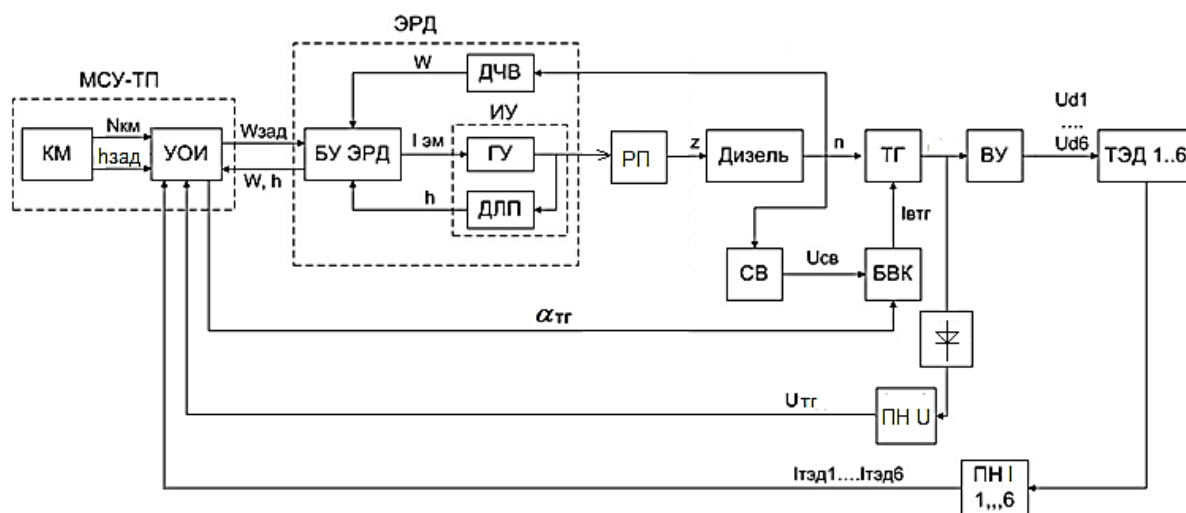 ЭРД
МСУ-ТП
W
ДЧВ
ИУ
Nкм
hзад
Wзад
I эм
КМ
УОИ
БУ ЭРД
ГУ
РП
z
Дизель
n
ТГ
ВУ
Ud1
....
Ud6
ТЭД 1..6
W, h
h
ДЛП
Iвтг
СВ
Uсв
БВК
αтг
Uтг
ПН U
Iтэд1....Iтэд6
ПН I
1,,,6